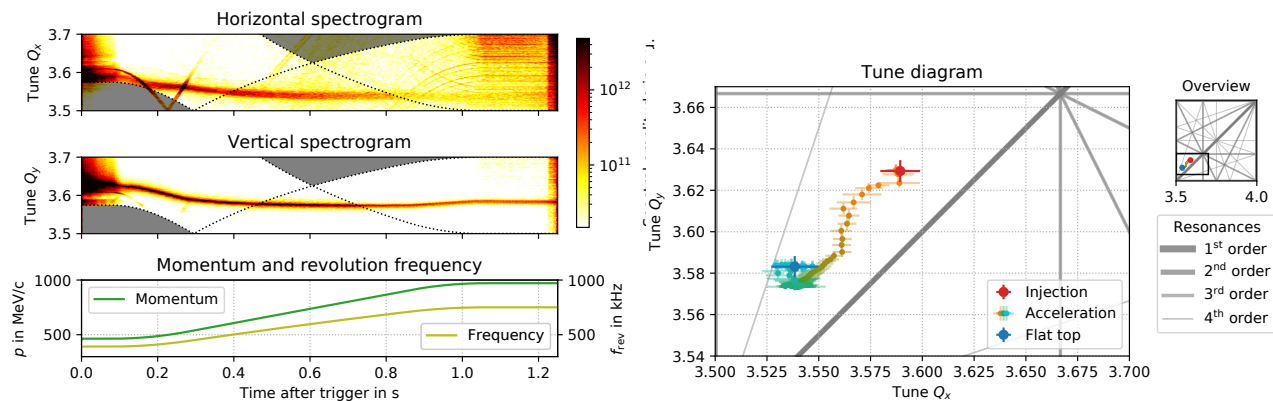 Horizontal spectrogram
Tune Qx
3.7
3.6
3.5
10^12
10^11
Vertical spectrogram
Tune Qy
3.7
3.6
3.5
Momentum and revolution frequency
p in MeV/c
1000
500
Momentum
Frequency
1000
500
f_rev in kHz
0.0 0.2 0.4 0.6 0.8 1.0 1.2
Time after trigger in s
Tune diagram
Tune Qy
3.66
3.64
3.62
3.60
3.58
3.56
3.54
Injection
Acceleration
Flat top
3.500 3.525 3.550 3.575 3.600 3.625 3.650 3.675 3.700
Tune Qx
Overview
3.5 4.0
Resonances
1st order
2nd order
3rd order
4th order